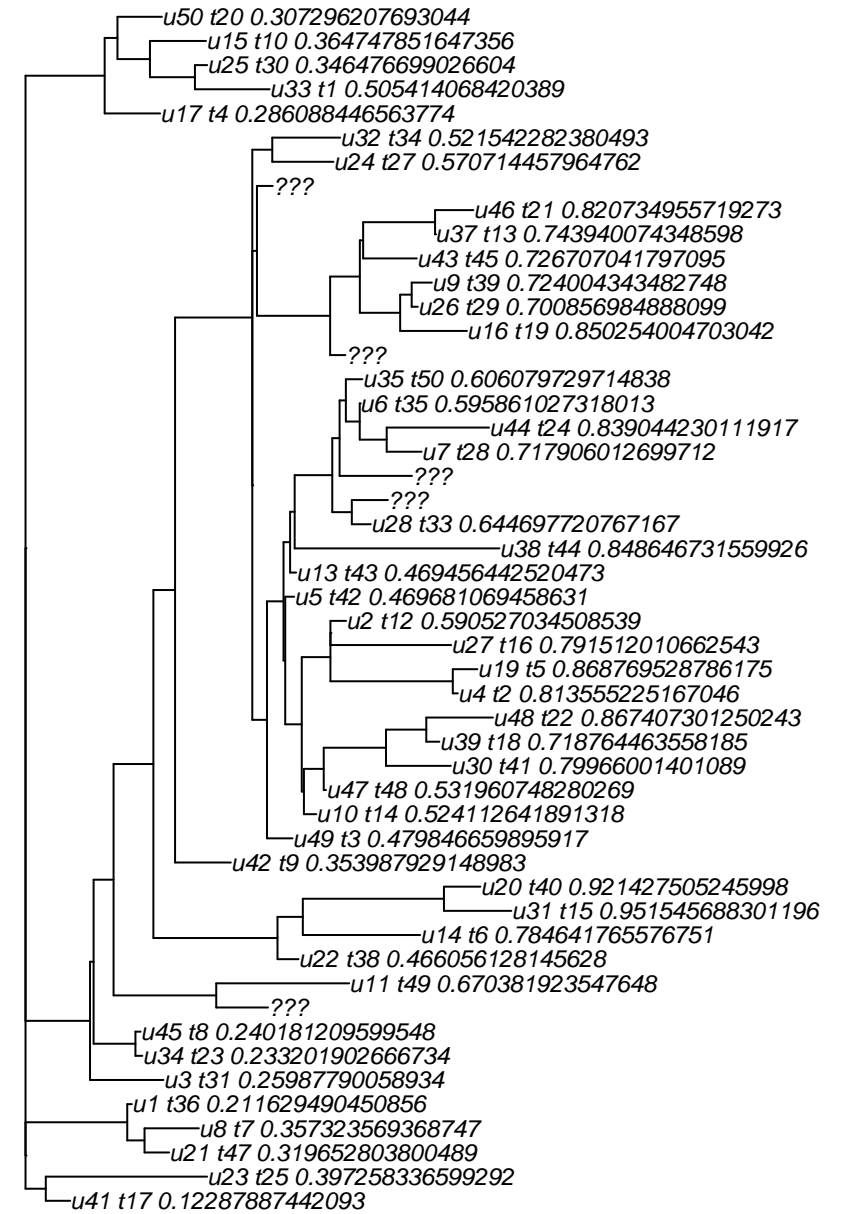 u50 t20 0.307296207693044
u15 t10 0.364747851647356
u25 t30 0.346476699026604
u33 t1 0.505414068420389
u17 t4 0.286088446563774
u32 t34 0.521542282380493
u24 t27 0.570714457964762
???
u46 t21 0.820734955719273
u37 t13 0.743940074348598
u43 t45 0.726707041797095
u9 t39 0.724004343482748
u26 t29 0.700856984888099
u16 t19 0.850254004703042
???
u35 t50 0.606079729714838
u6 t35 0.595861027318013
u44 t24 0.839044230111917
u7 t28 0.717906012699712
???
???
u28 t33 0.644697720767167
u38 t44 0.848646731559926
u13 t43 0.469456442520473
u5 t42 0.469681069458631
u2 t12 0.590527034508539
u27 t16 0.791512010662543
u19 t5 0.868769528786175
u4 t2 0.813555225167046
u48 t22 0.867407301250243
u39 t18 0.718764463558185
u30 t41 0.79966001401089
u47 t48 0.531960748280269
u10 t14 0.524112641891318
u49 t3 0.479846659895917
u42 t9 0.353987929148983
u20 t40 0.921427505245998
u31 t15 0.951545688301196
u14 t6 0.784641765576751
u22 t38 0.466056128145628
u11 t49 0.670381923547648
???
u45 t8 0.240181209599548
u34 t23 0.233201902666734
u3 t31 0.25987790058934
u1 t36 0.211629490450856
u8 t7 0.357323569368747
u21 t47 0.319652803800489
u23 t25 0.397258336599292
u41 t17 0.12287887442093